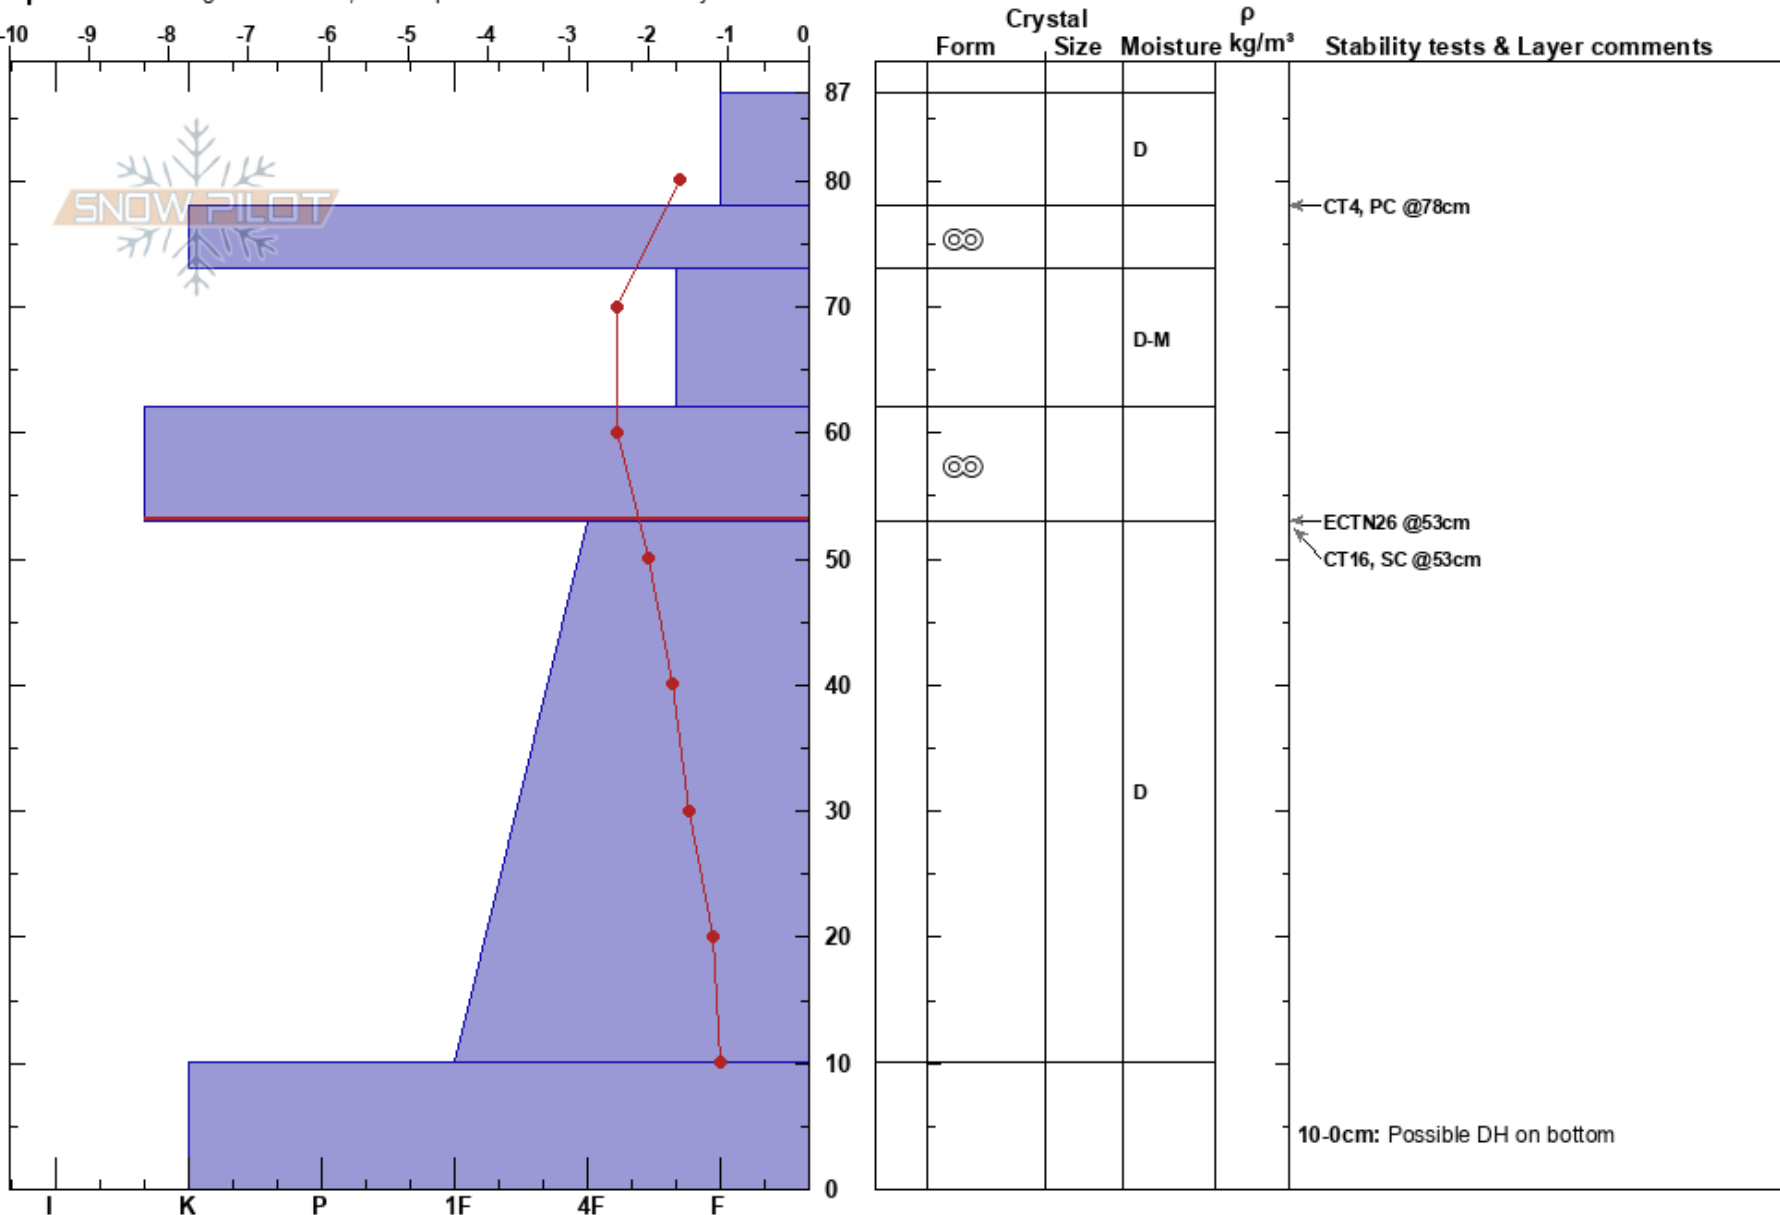 -10 -9 -8 -7 -6 -5 -4 -3 -2 -1 0
Crystal
ρ
Form Size Moisture kg/m³ Stability tests & Layer comments
87
D
80
SNOW PILOT
CT4, PC @78cm
70
D-M
60
ECTN26 @53cm
50
CT16, SC @53cm
40
D
30
20
10
10-0cm: Possible DH on bottom
0
I K P 1F 4F F